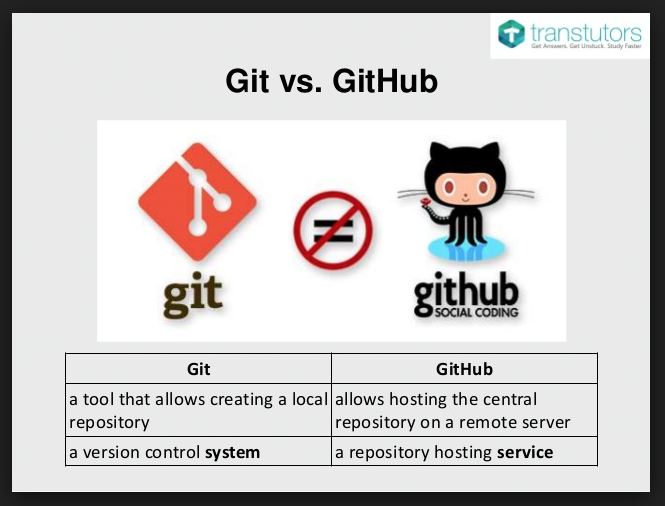 transtutors
Get Answers. Get Unstuck. Study Faster
Git vs. GitHub
git
github
SOCIAL CODING
Git
GitHub
a tool that allows creating a local
repository
allows hosting the central
repository on a remote server
a version control system
a repository hosting service